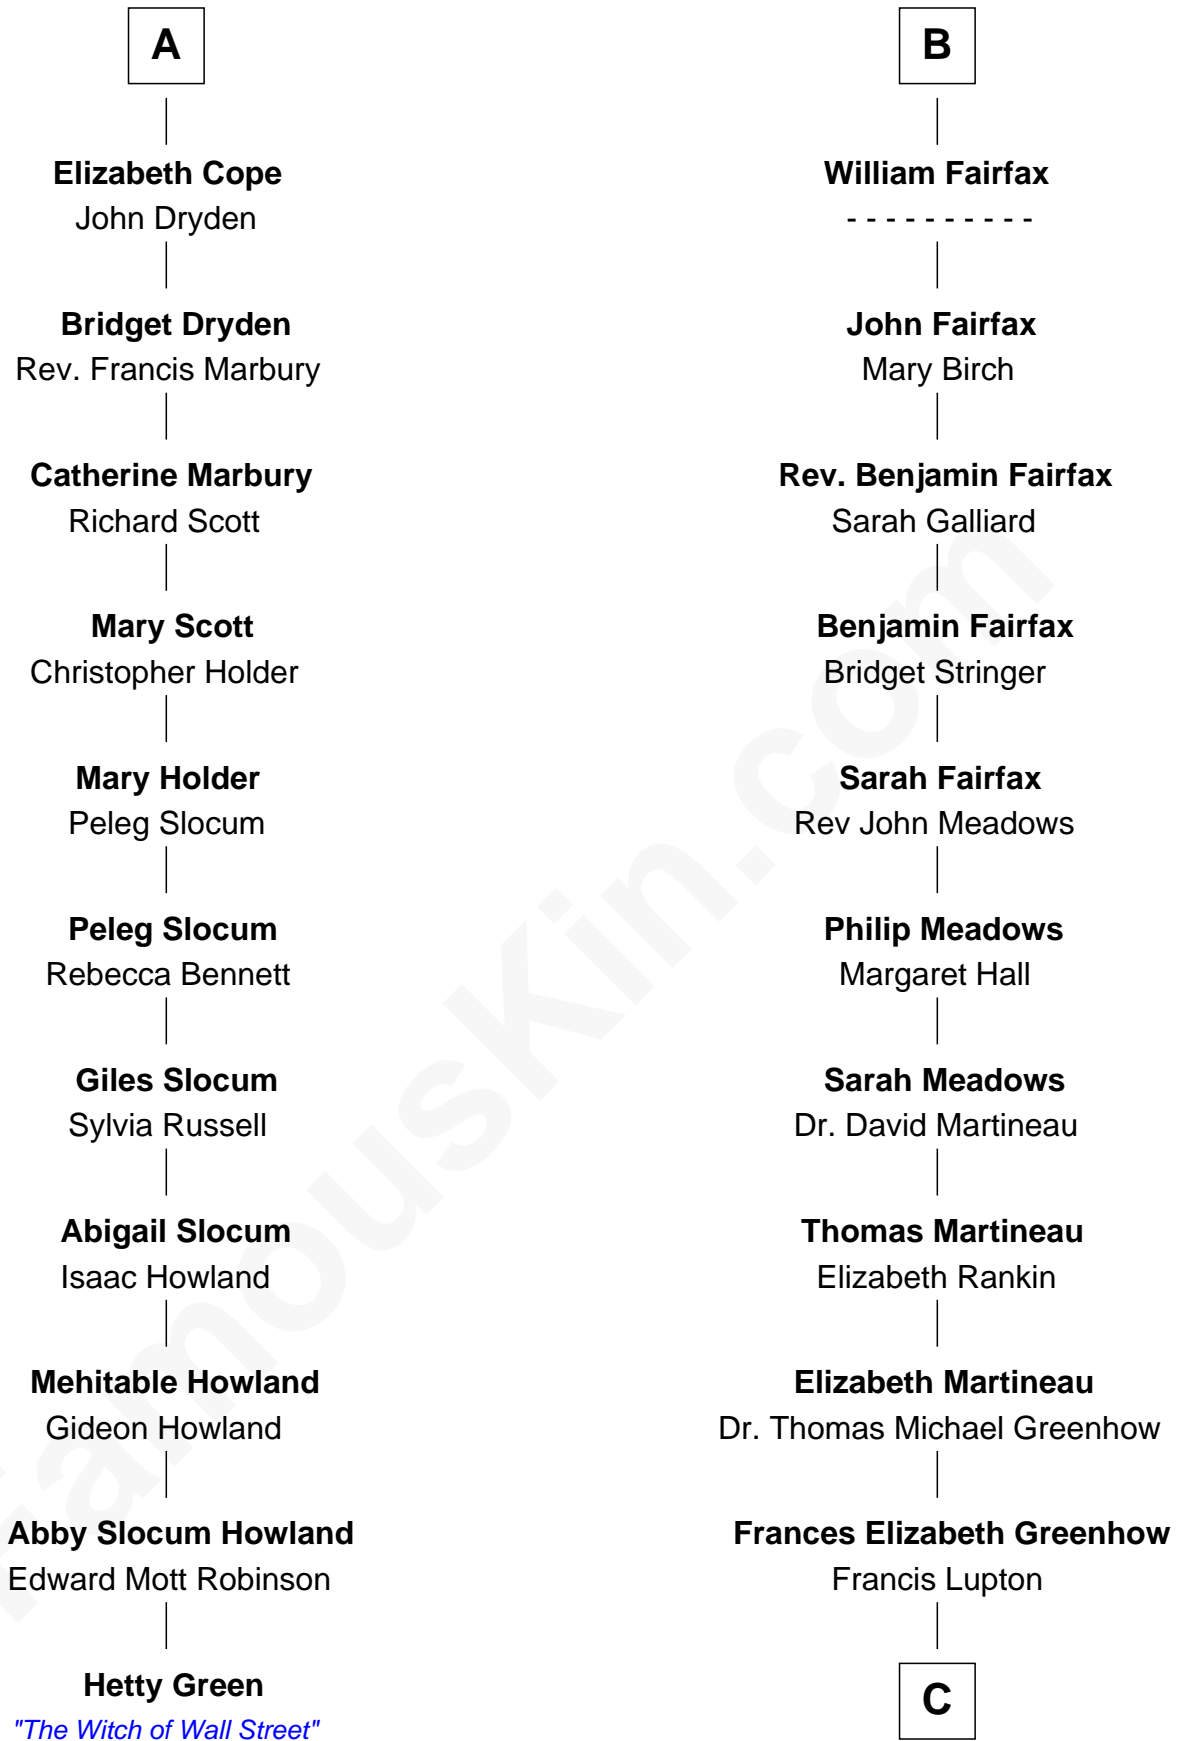 A
Elizabeth Cope
John Dryden
Bridget Dryden
Rev. Francis Marbury
Catherine Marbury
Richard Scott
Mary Scott
Christopher Holder
Mary Holder
Peleg Slocum
Peleg Slocum
Rebecca Bennett
Giles Slocum
Sylvia Russell
Abigail Slocum
Isaac Howland
Mehitable Howland
Gideon Howland
Abby Slocum Howland
Edward Mott Robinson
Hetty Green
"The Witch of Wall Street"
B
William Fairfax
- - - - - - - - - -
John Fairfax
Mary Birch
Rev. Benjamin Fairfax
Sarah Galliard
Benjamin Fairfax
Bridget Stringer
Sarah Fairfax
Rev John Meadows
Philip Meadows
Margaret Hall
Sarah Meadows
Dr. David Martineau
Thomas Martineau
Elizabeth Rankin
Elizabeth Martineau
Dr. Thomas Michael Greenhow
Frances Elizabeth Greenhow
Francis Lupton
C
FamousKin.com